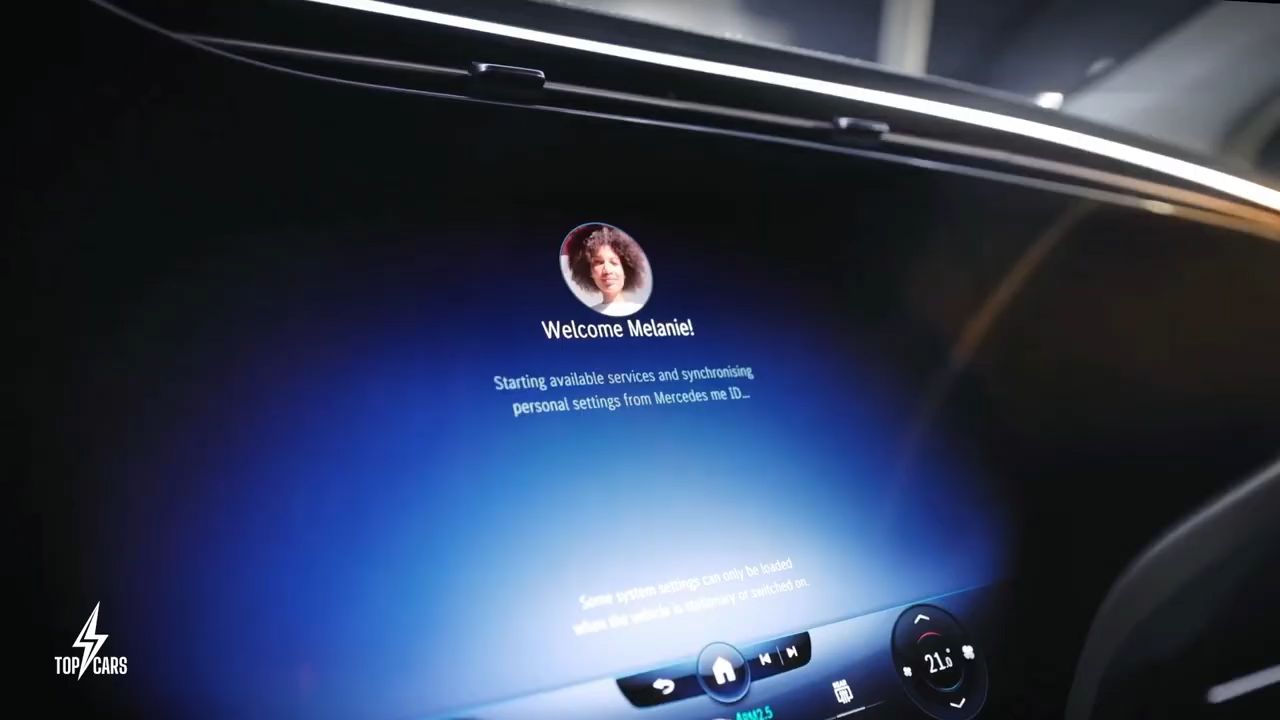 Welcome Melanie!
Starting available services and synchronising
personal settings from Mercedes me ID...
Some system settings can only be loaded
when the vehicle is stationary or switched on.
21.0
REAR
TOP CARS